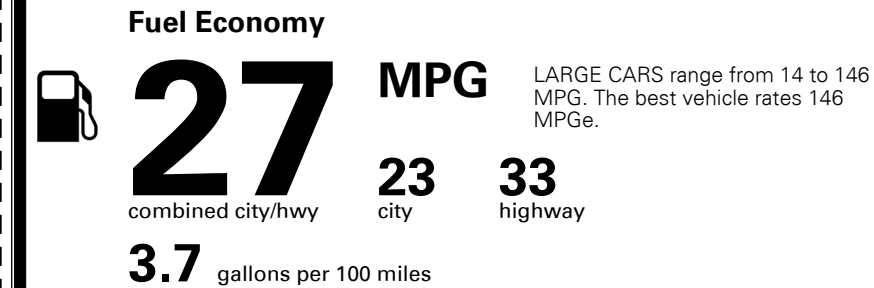 Fuel Economy
27 MPG
LARGE CARS range from 14 to 146
MPG. The best vehicle rates 146
MPGe.
23 33
combined city/hwy city highway
3.7 gallons per 100 miles